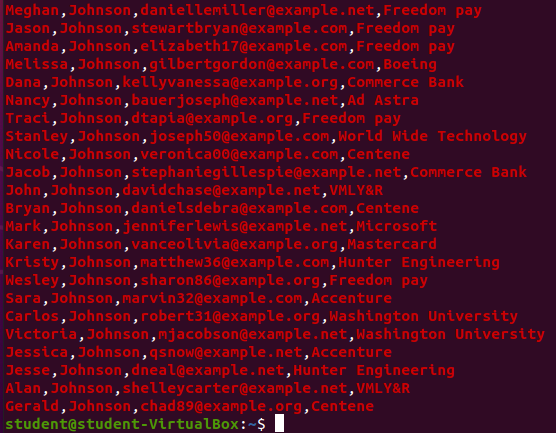 Meghan,Johnson,daniellemiller@example.net,Freedom pay
Jason,Johnson,stewartbryan@example.com,Freedom pay
Amanda,Johnson,elizabeth17@example.com,Freedom pay
Melissa,Johnson,gilbertgordon@example.com,Boeing
Dana,Johnson,kellyvanessa@example.org,Commerce Bank
Nancy,Johnson,bauerjoseph@example.net,Ad Astra
Traci,Johnson,dtapia@example.org,Freedom pay
Stanley,Johnson,joseph50@example.com,World Wide Technology
Nicole,Johnson,veronica00@example.com,Centene
Jacob,Johnson,stephaniegillespie@example.net,Commerce Bank
John,Johnson,davidchase@example.net,VMLY&R
Bryan,Johnson,danielsdebra@example.com,Centene
Mark,Johnson,jenniferlewis@example.net,Microsoft
Karen,Johnson,vanceolivia@example.org,Mastercard
Kristy,Johnson,matthew36@example.com,Hunter Engineering
Wesley,Johnson,sharon86@example.org,Freedom pay
Sara,Johnson,marvin32@example.com,Accenture
Carlos,Johnson,robert31@example.org,Washington University
Victoria,Johnson,mjacobson@example.net,Washington University
Jessica,Johnson,qsnow@example.net,Accenture
Jesse,Johnson,dneal@example.net,Hunter Engineering
Alan,Johnson,shelleycarter@example.net,VMLY&R
Gerald,Johnson,chad89@example.org,Centene
student@student-VirtualBox:~$